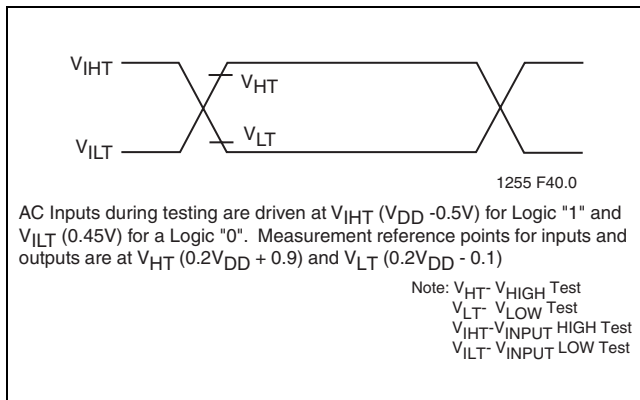 VIHT
VHT
VLT
VILT
1255 F40.0
AC Inputs during testing are driven at VIHT (VDD -0.5V) for Logic "1" and
VILT (0.45V) for a Logic "0". Measurement reference points for inputs and
outputs are at VHT (0.2VDD + 0.9) and VLT (0.2VDD - 0.1)
Note: VHT- VHIGH Test
VLT- VLOW Test
VIHT-VINPUT HIGH Test
VILT- VINPUT LOW Test